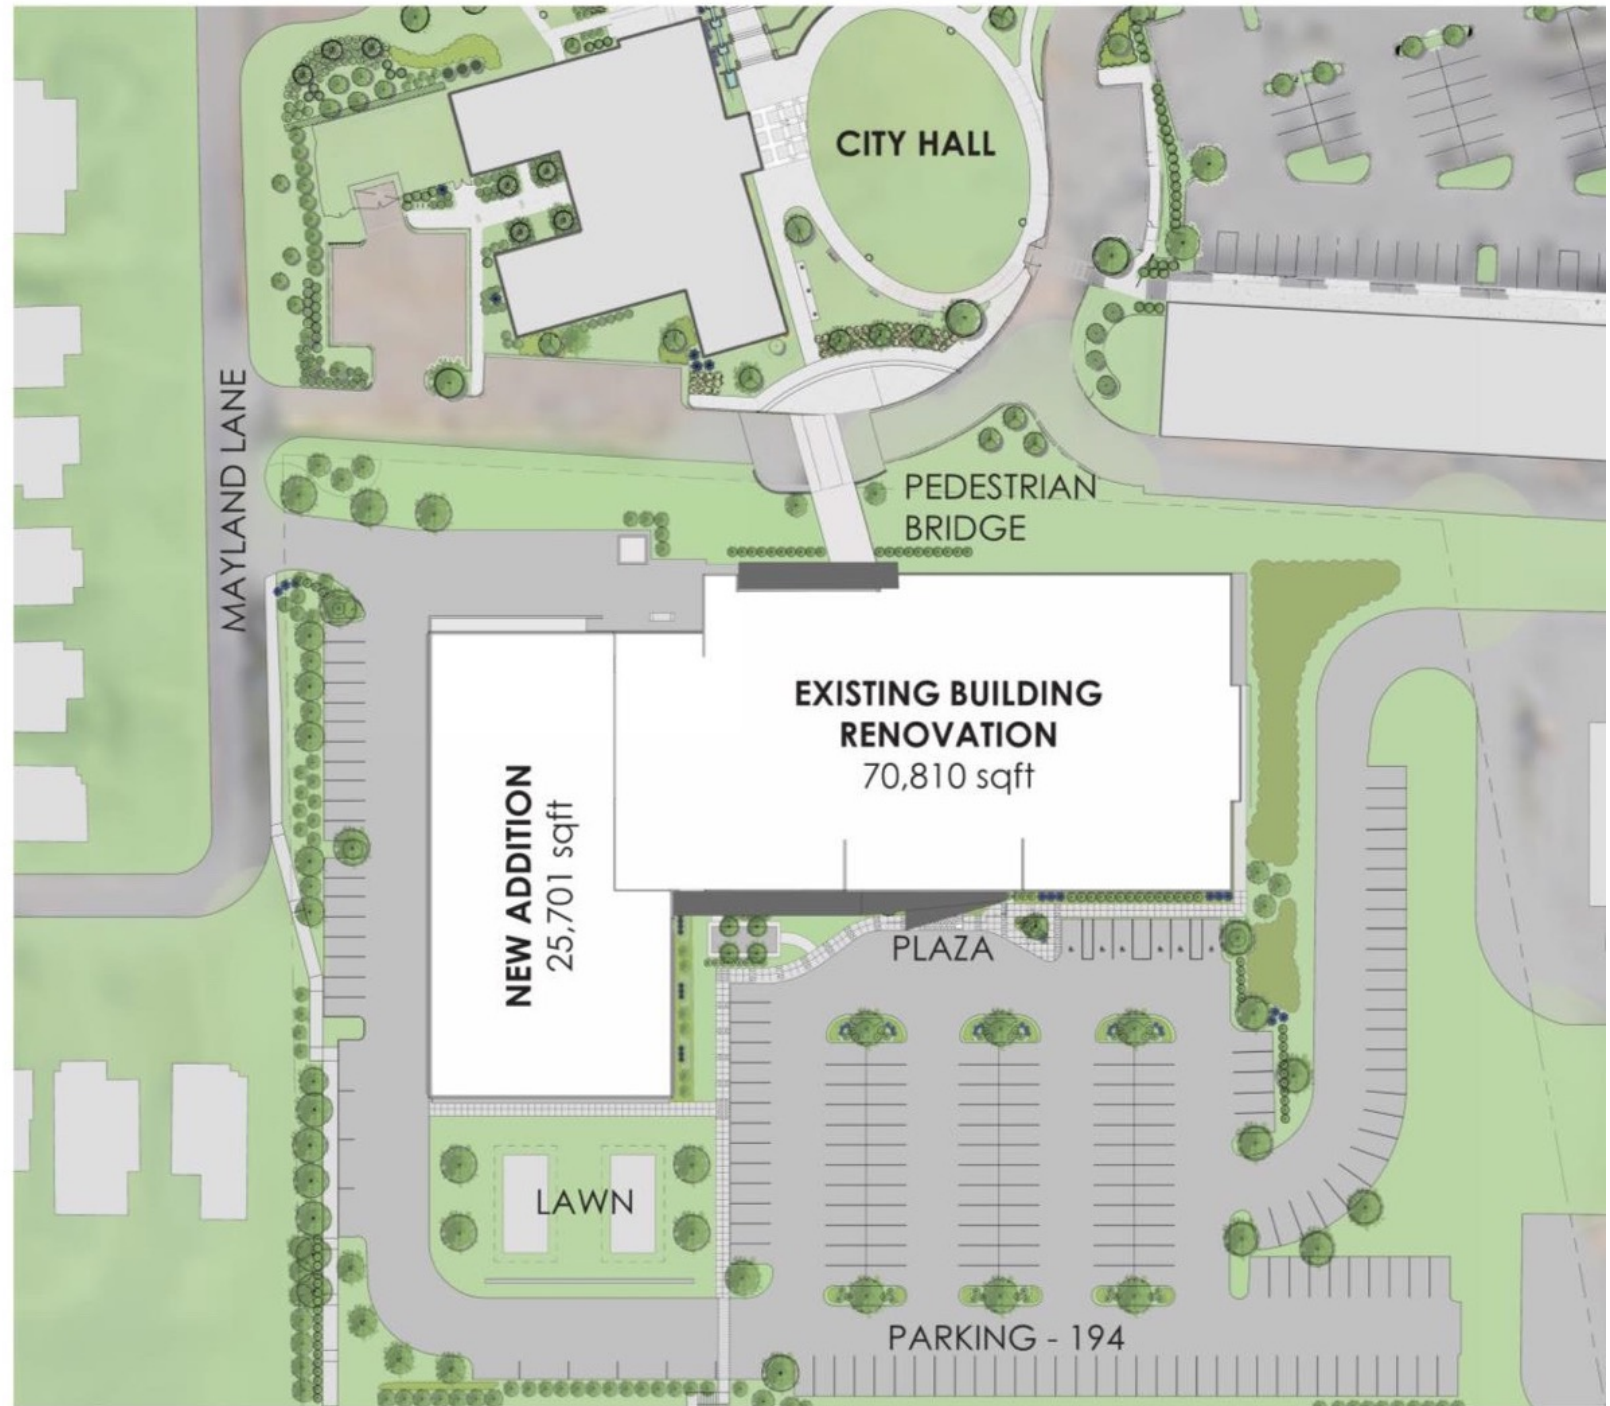 CITY HALL
MAYLAND LANE
PEDESTRIAN
BRIDGE
EXISTING BUILDING
RENOVATION
70,810 sqft
NEW ADDITION
25,701 sqft
PLAZA
LAWN
PARKING - 194